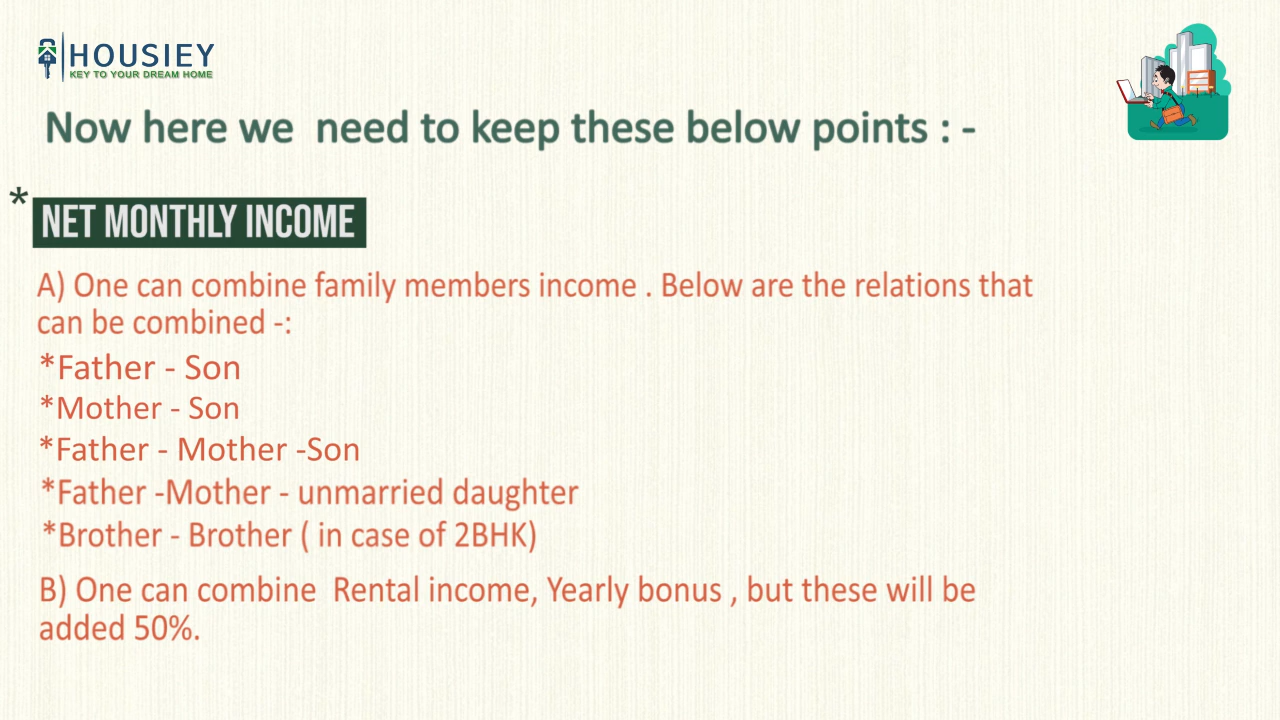 HOUSIEY
KEY TO YOUR DREAM HOME
Now here we need to keep these below points : -
*
NET MONTHLY INCOME
A) One can combine family members income . Below are the relations that
can be combined -:
*Father - Son
*Mother - Son
*Father - Mother -Son
*Father -Mother - unmarried daughter
*Brother - Brother ( in case of 2BHK)
B) One can combine Rental income, Yearly bonus , but these will be
added 50%.